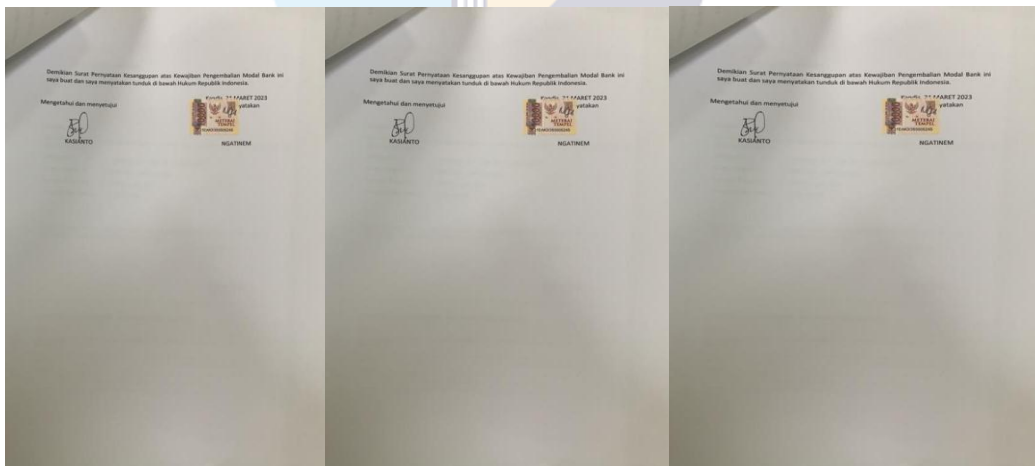 Demikian Surat Pernyataan Kesanggupan atas Kewajiban Pengembalian Modal Bank ini
saya buat dan saya menyatakan tunduk di bawah Hukum Republik Indonesia.
21 MARET 2023
Mengetahui dan menyetujui
yatakan
METERAI
TEMPEL
KASIANTO
NGATINEM
Demikian Surat Pernyataan Kesanggupan atas Kewajiban Pengembalian Modal Bank ini
saya buat dan saya menyatakan tunduk di bawah Hukum Republik Indonesia.
21 MARET 2023
Mengetahui dan menyetujui
yatakan
METERAI
TEMPEL
KASIANTO
NGATINEM
Demikian Surat Pernyataan Kesanggupan atas Kewajiban Pengembalian Modal Bank ini
saya buat dan saya menyatakan tunduk di bawah Hukum Republik Indonesia.
21 MARET 2023
Mengetahui dan menyetujui
yatakan
METERAI
TEMPEL
KASIANTO
NGATINEM